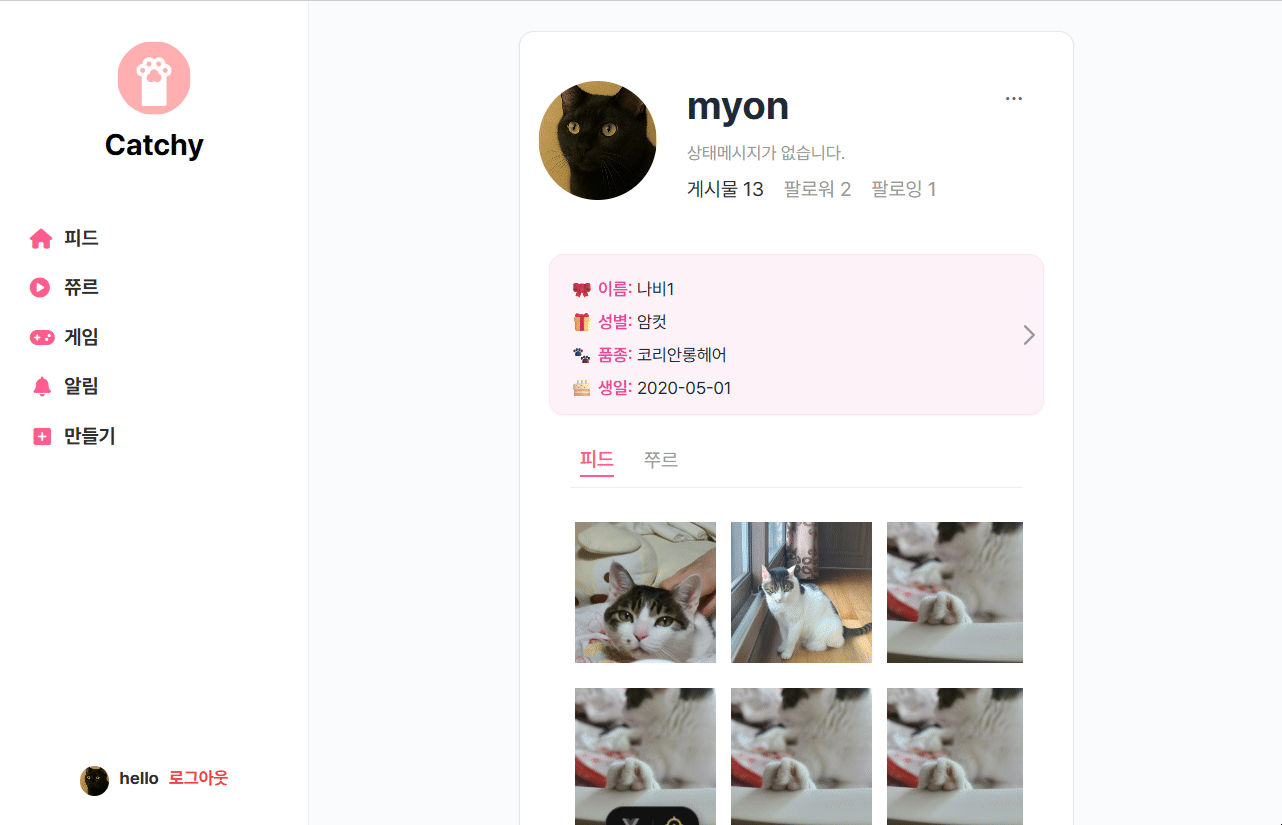 Catchy
피드
쮸르
게임
알림
만들기
hello 로그아웃
myon
상태메시지가 없습니다.
게시물 13 팔로워 2 팔로잉 1
이름: 나비1
성별: 암컷
품종: 코리안롱헤어
생일: 2020-05-01
피드 쭈르